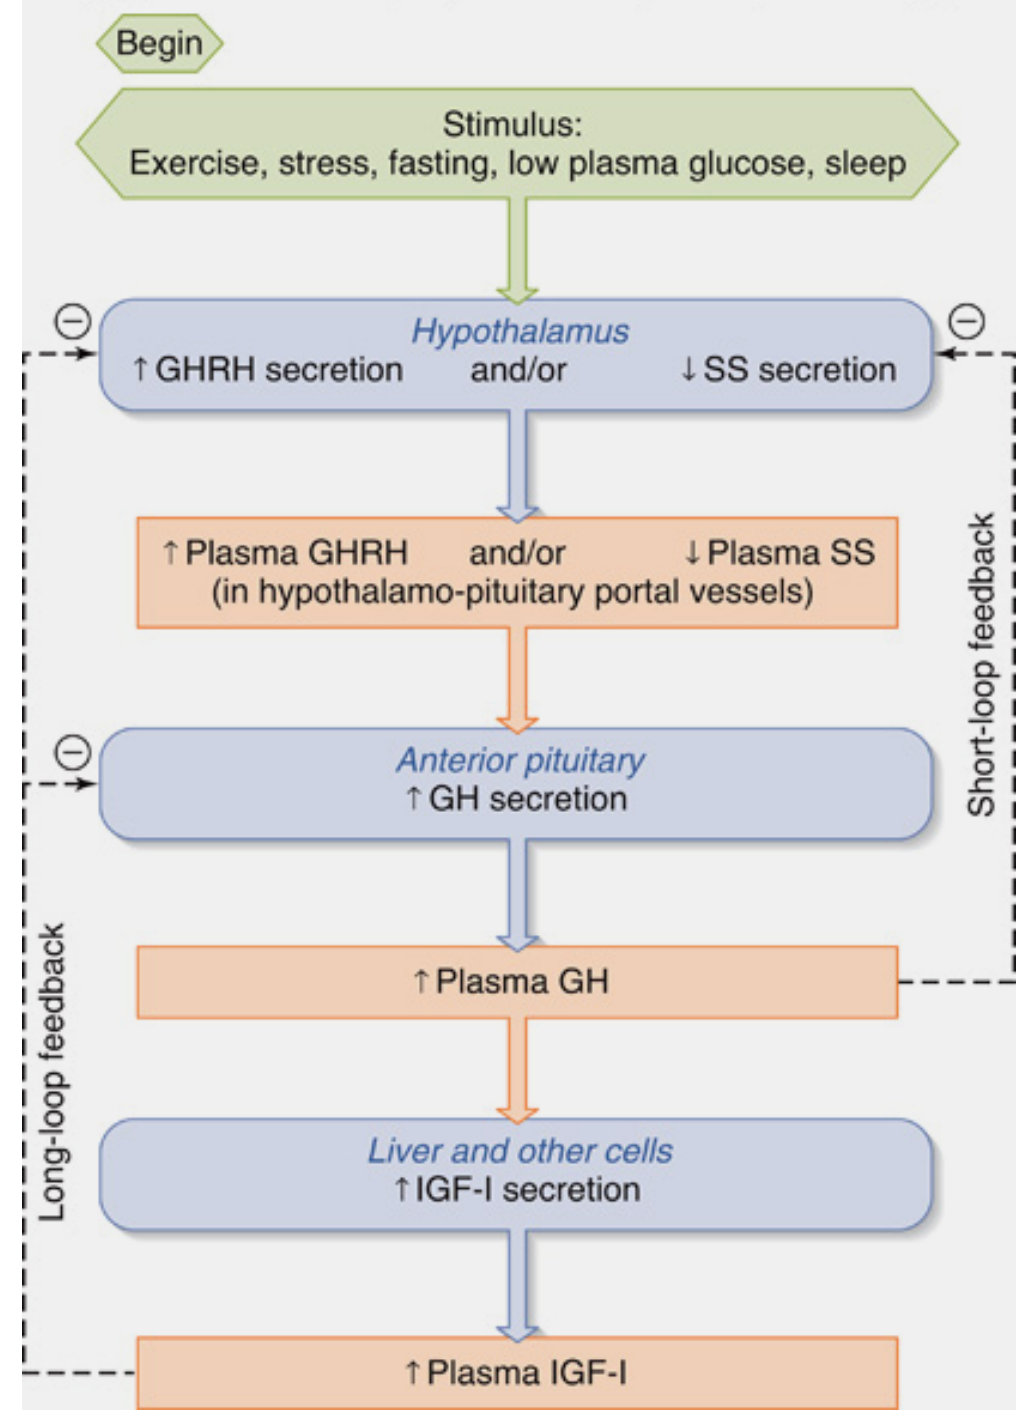 Begin
Stimulus:
Exercise, stress, fasting, low plasma glucose, sleep
Hypothalamus
↑ GHRH secretion and/or ↓ SS secretion
↑ Plasma GHRH and/or ↓ Plasma SS
(in hypothalamo-pituitary portal vessels)
Anterior pituitary
↑ GH secretion
↑ Plasma GH
Liver and other cells
↑ IGF-I secretion
↑ Plasma IGF-I
Long-loop feedback
Short-loop feedback